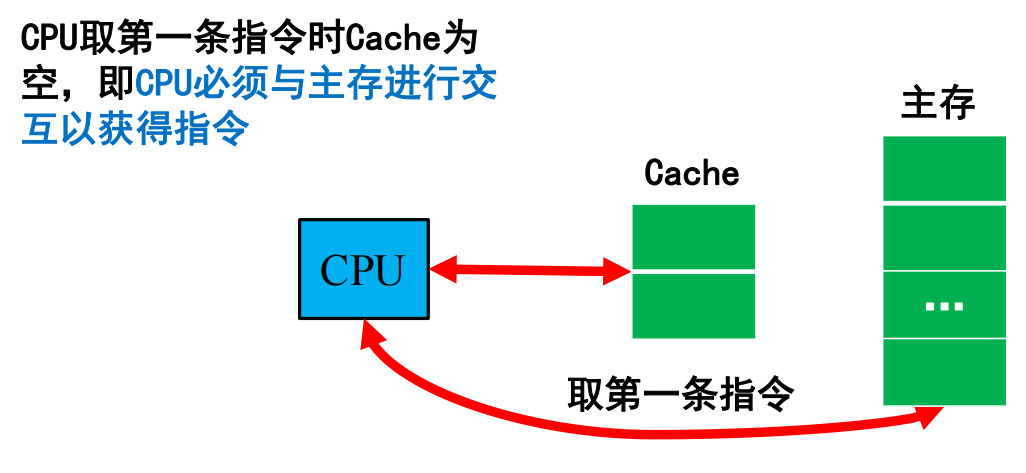 CPU取第一条指令时Cache为
空，即CPU必须与主存进行交
互以获得指令
主存
Cache
CPU
...
取第一条指令